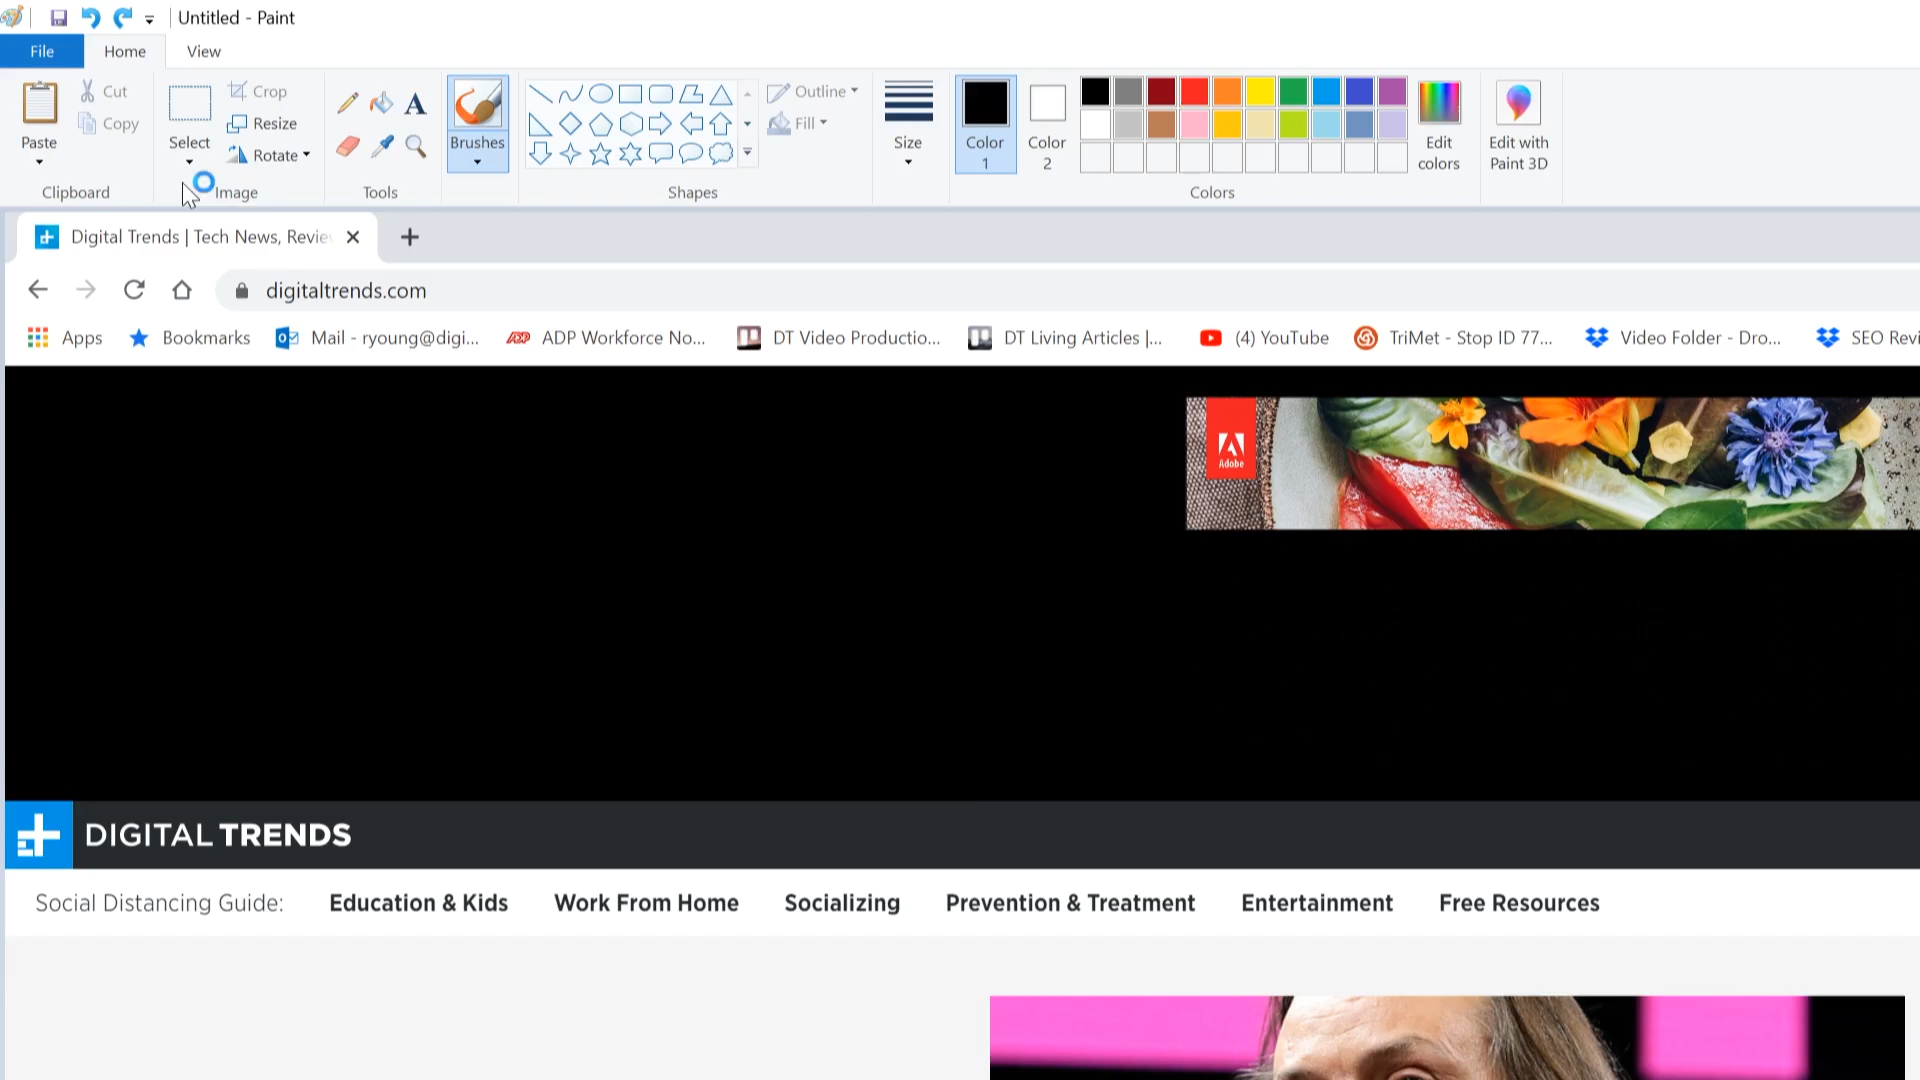 Untitled - Paint
File Home View
Paste Cut Copy
Clipboard
Select Crop Resize Rotate
Image
Tools
Brushes
Shapes
Outline Fill
Size
Color 1
Color 2
Edit colors
Colors
Edit with Paint 3D
Digital Trends | Tech News, Revie
digitaltrends.com
Apps Bookmarks Mail - ryoung@digi... ADP Workforce No... DT Video Productio... DT Living Articles |... (4) YouTube TriMet - Stop ID 77... Video Folder - Dro... SEO Revi
Adobe
DIGITAL TRENDS
Social Distancing Guide: Education & Kids Work From Home Socializing Prevention & Treatment Entertainment Free Resources